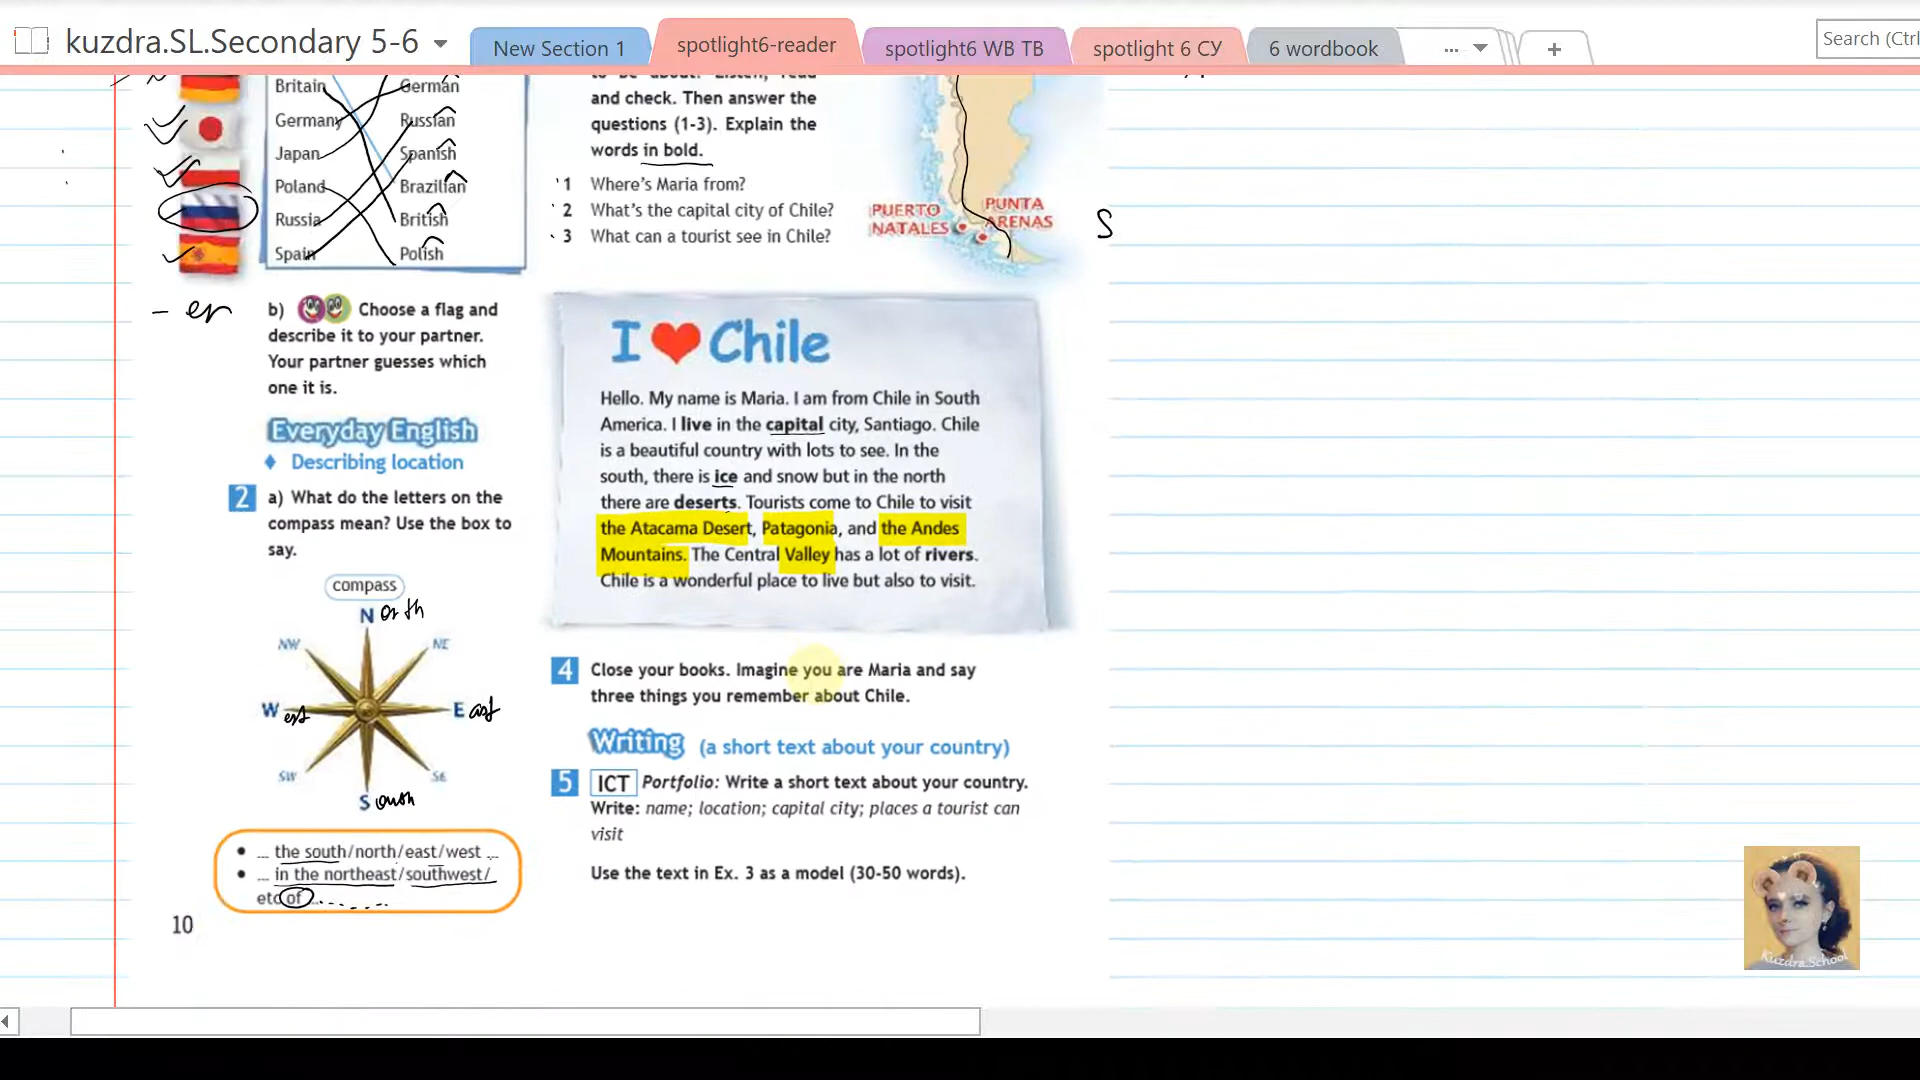 kuzdra.SL.Secondary 5-6
New Section 1
spotlight6-reader
spotlight6 WB TB
spotlight 6 СУ
6 wordbook
...
+
Search (Ctrl
Britain German
Germany Russian
Japan Spanish
Poland Brazilian
Russia British
Spain Polish
- er
b) Choose a flag and
describe it to your partner.
Your partner guesses which
one it is.
Everyday English
Describing location
2 a) What do the letters on the
compass mean? Use the box to
say.
compass
North
NW NE
West East
SW SE
South
• ... the south/north/east/west ...
• ... in the northeast/southwest/
etc of ...
10
and check. Then answer the
questions (1-3). Explain the
words in bold.
1 Where's Maria from?
2 What's the capital city of Chile?
3 What can a tourist see in Chile?
PUERTO
NATALES
PUNTA
ARENAS
S
I ❤ Chile
Hello. My name is Maria. I am from Chile in South
America. I live in the capital city, Santiago. Chile
is a beautiful country with lots to see. In the
south, there is ice and snow but in the north
there are deserts. Tourists come to Chile to visit
the Atacama Desert, Patagonia, and the Andes
Mountains. The Central Valley has a lot of rivers.
Chile is a wonderful place to live but also to visit.
4 Close your books. Imagine you are Maria and say
three things you remember about Chile.
Writing (a short text about your country)
5 ICT Portfolio: Write a short text about your country.
Write: name; location; capital city; places a tourist can
visit
Use the text in Ex. 3 as a model (30-50 words).
Kuzdra.School